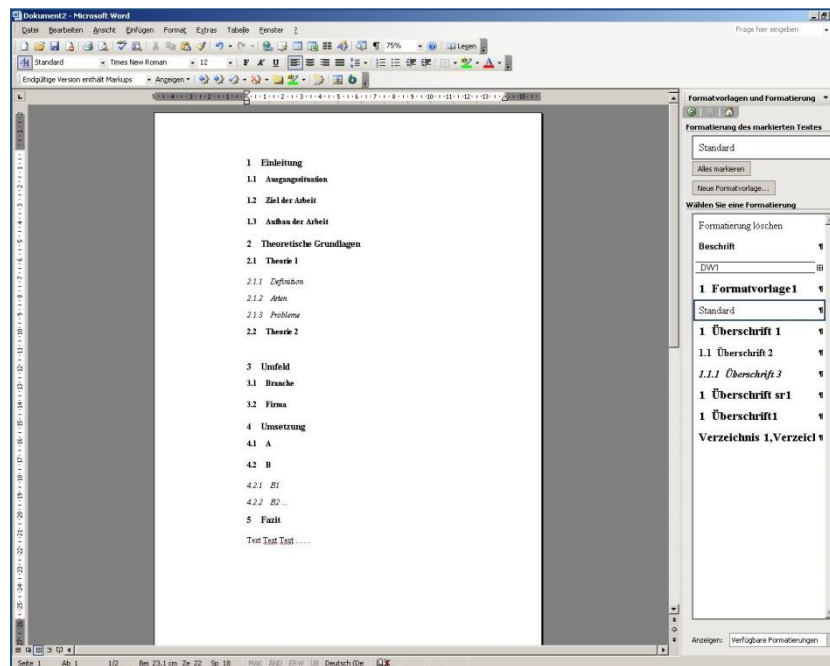 Dokument2 - Microsoft Word
Datei Bearbeiten Ansicht Einfügen Format Extras Tabelle Fenster ?
Frage hier eingeben
75%
Lesen
Standard Times New Roman 12 F K U
Endgültige Version enthält Markups Anzeigen
Formatvorlagen und Formatierung
Formatierung des markierten Textes
Standard
Alles markieren
Neue Formatvorlage...
Wählen Sie eine Formatierung
Formatierung löschen
Beschrift
DW1
1 Formatvorlage1
Standard
1 Überschrift 1
1.1 Überschrift 2
1.1.1 Überschrift 3
1 Überschrift sr1
1 Überschrift1
Verzeichnis 1,Verzeicl
Anzeigen: Verfügbare Formatierungen
1 Einleitung
1.1 Ausgangssituation
1.2 Ziel der Arbeit
1.3 Aufbau der Arbeit
2 Theoretische Grundlagen
2.1 Theorie 1
2.1.1 Definition
2.1.2 Arten
2.1.3 Probleme
2.2 Theorie 2
3 Umfeld
3.1 Branche
3.2 Firma
4 Umsetzung
4.1 A
4.2 B
4.2.1 B1
4.2.2 B2 ...
5 Fazit
Text Text Text ……
Seite 1 Ab 1 1/2 Bei 23,1 cm Ze 22 Sp 18 MAK ÄND ERW ÜB Deutsch (De